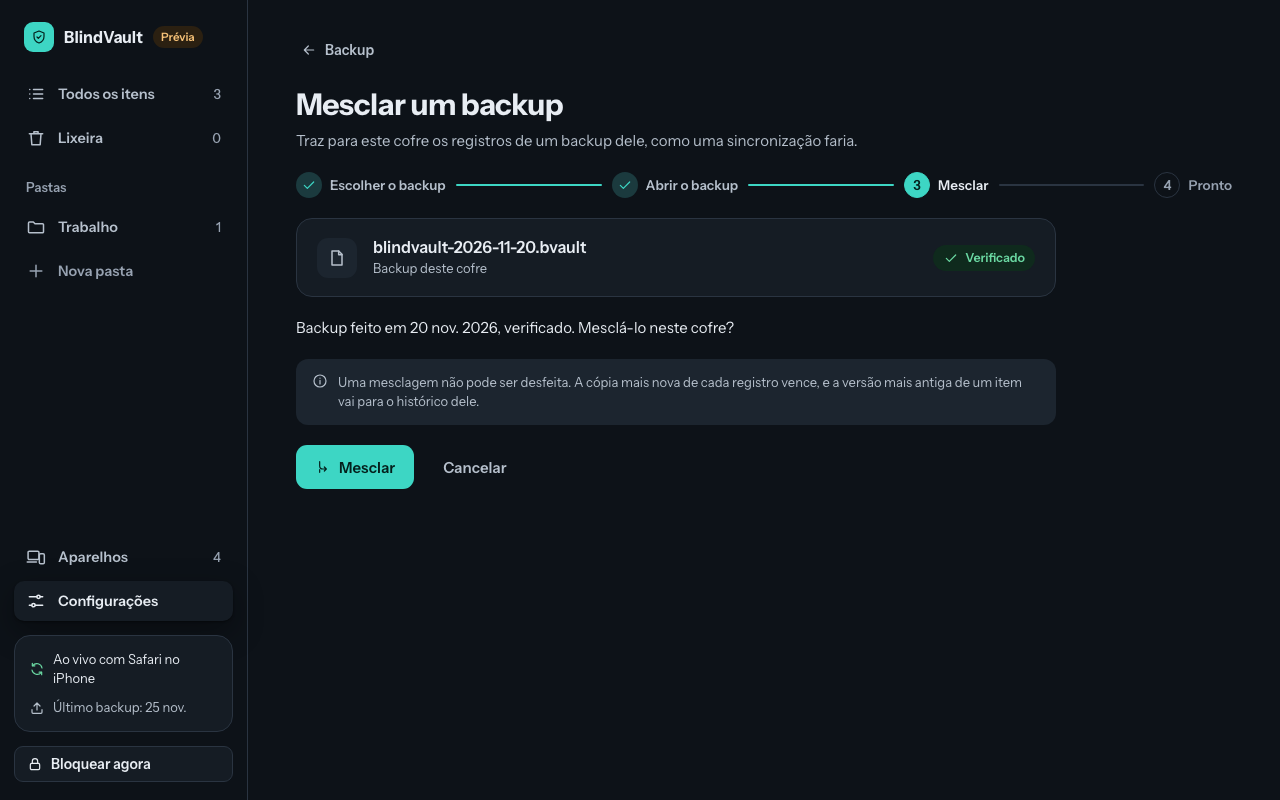 BlindVault
Prévia
Todos os itens 3
Lixeira 0
Pastas
Trabalho 1
Nova pasta
Aparelhos 4
Configurações
Ao vivo com Safari no
iPhone
Último backup: 25 nov.
Bloquear agora
Backup
Mesclar um backup
Traz para este cofre os registros de um backup dele, como uma sincronização faria.
Escolher o backup
Abrir o backup
3 Mesclar
4 Pronto
blindvault-2026-11-20.bvault
Backup deste cofre
Verificado
Backup feito em 20 nov. 2026, verificado. Mesclá-lo neste cofre?
Uma mesclagem não pode ser desfeita. A cópia mais nova de cada registro vence, e a versão mais antiga de um item
vai para o histórico dele.
Mesclar
Cancelar